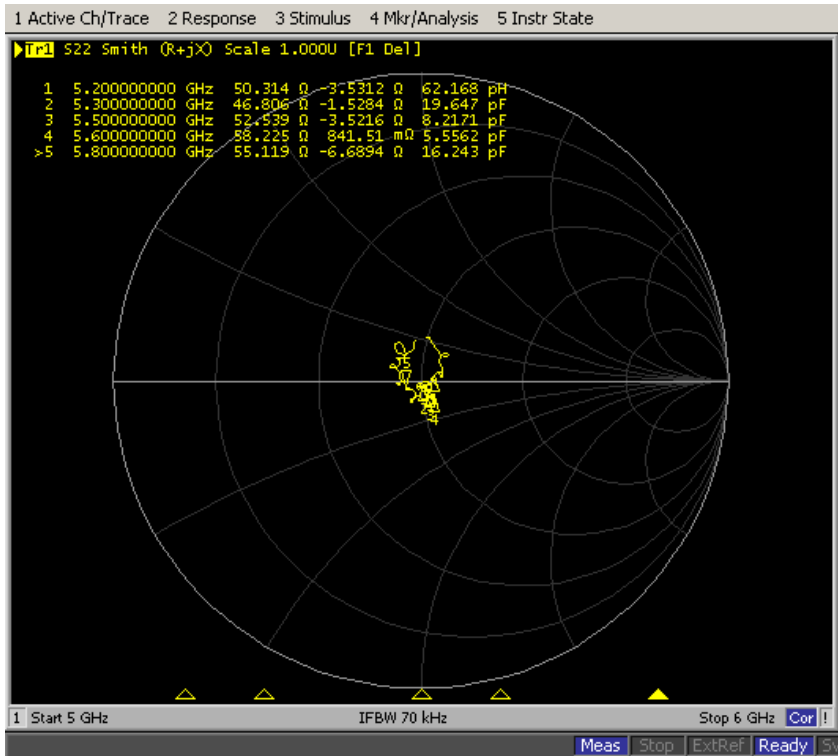 1 Active Ch/Trace 2 Response 3 Stimulus 4 Mkr/Analysis 5 Instr State
Tr1 S22 Smith (R+jX) Scale 1.000U [F1 Del]
1 5.200000000 GHz 50.314 Ω -3.5312 Ω 62.168 pH
2 5.300000000 GHz 46.806 Ω -1.5284 Ω 19.647 pF
3 5.500000000 GHz 52.539 Ω -3.5216 Ω 8.2171 pF
4 5.600000000 GHz 58.225 Ω 841.51 mΩ 5.5562 pF
>5 5.800000000 GHz 55.119 Ω -6.6894 Ω 16.243 pF
1 Start 5 GHz IFBW 70 kHz Stop 6 GHz Cor !
Meas Stop ExtRef Ready